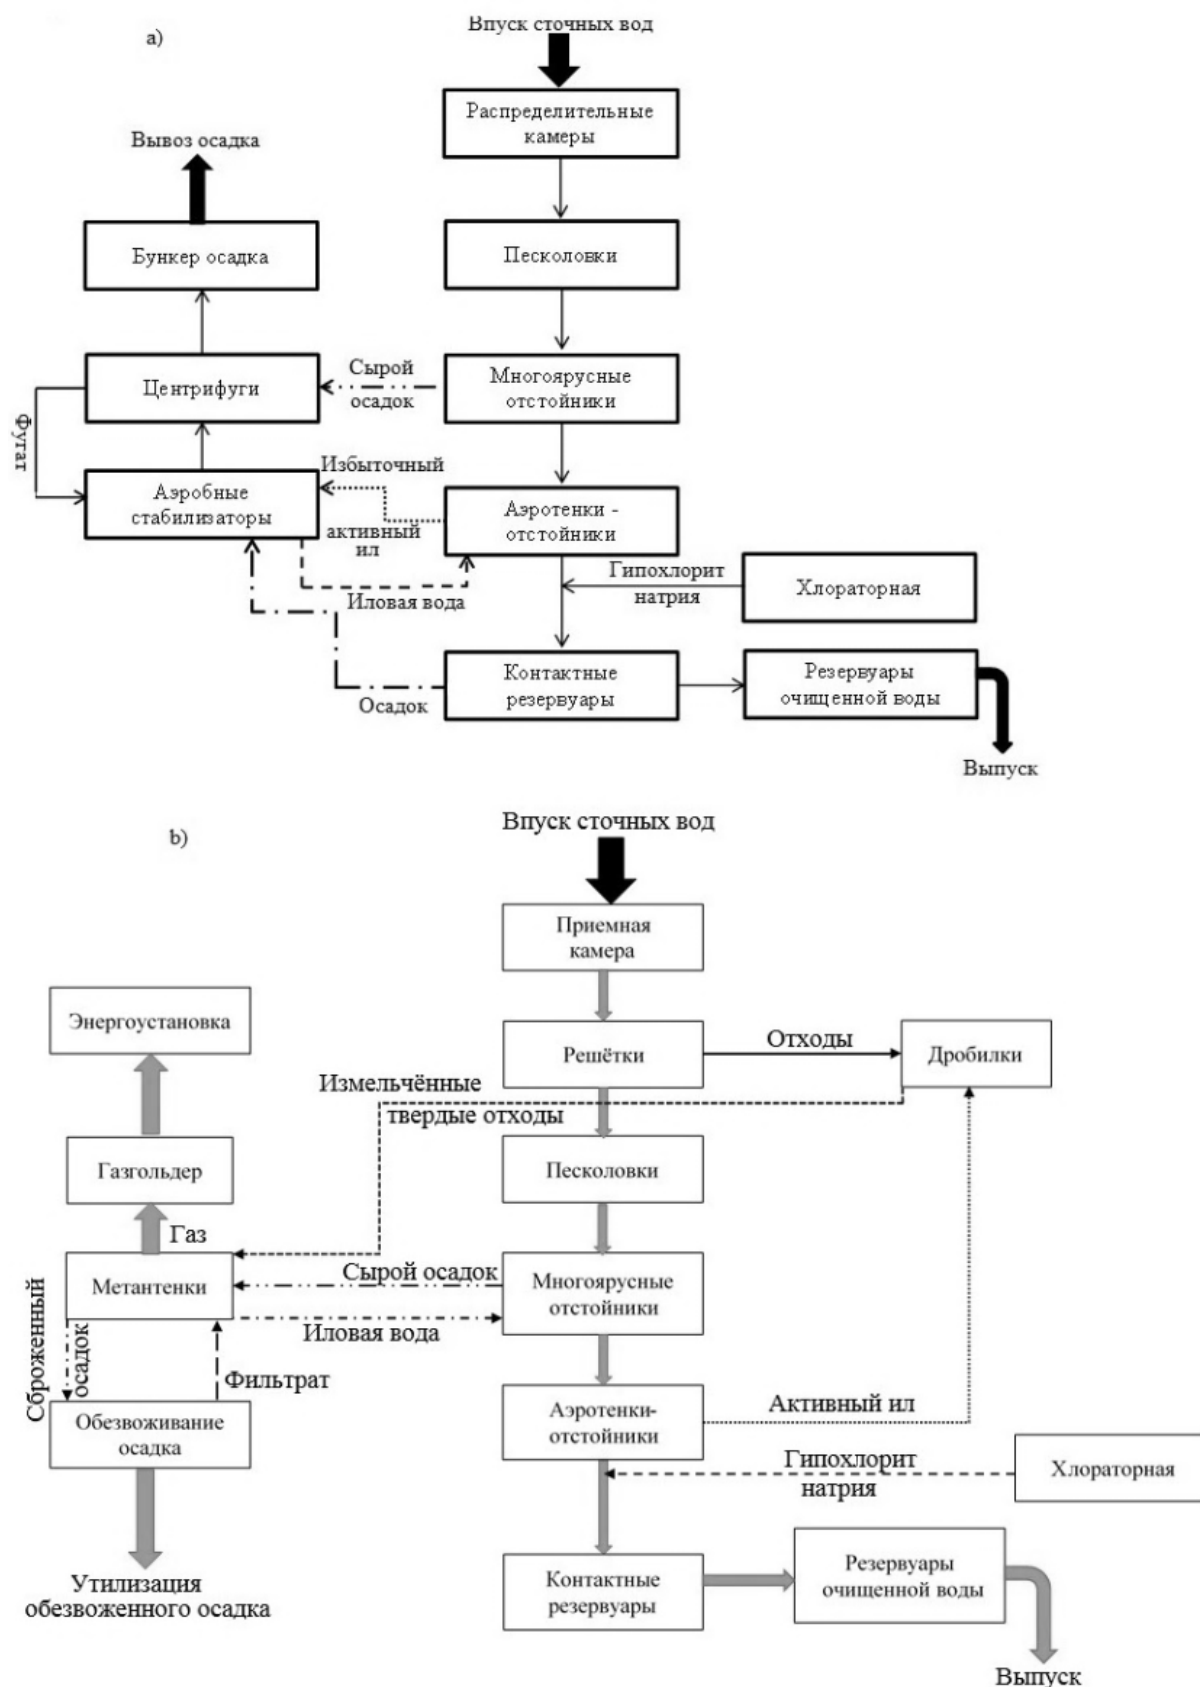 а)
Впуск сточных вод
Распределительные
камеры
Вывоз осадка
Бункер осадка
Песколовки
Центрифуги
Сырой
осадок
Многоярусные
отстойники
Фугат
Аэробные
стабилизаторы
Избыточный
активный
ил
Аэротенки -
отстойники
Иловая вода
Гипохлорит
натрия
Хлораторная
Осадок
Контактные
резервуары
Резервуары
очищенной воды
Выпуск
b)
Впуск сточных вод
Приемная
камера
Энергоустановка
Решётки
Отходы
Дробилки
Измельчённые
твердые отходы
Газгольдер
Песколовки
Газ
Метантенки
Сырой осадок
Многоярусные
отстойники
Иловая вода
Сброженный
осадок
Фильтрат
Обезвоживание
осадка
Аэротенки-
отстойники
Активный ил
Гипохлорит
натрия
Хлораторная
Утилизация
обезвоженного осадка
Контактные
резервуары
Резервуары
очищенной воды
Выпуск